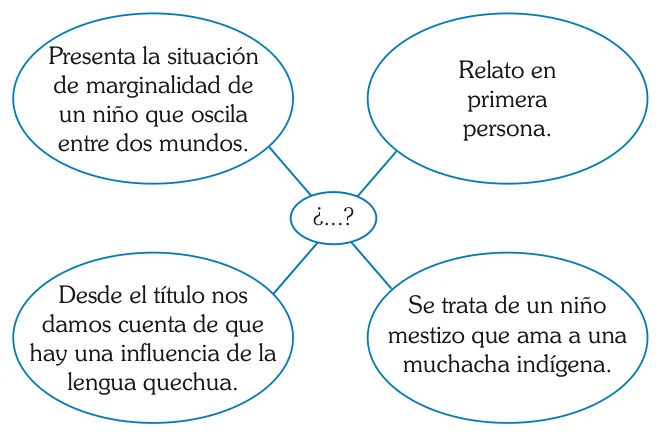 Presenta la situación
de marginalidad de
un niño que oscila
entre dos mundos.
Relato en
primera
persona.
¿...?
Desde el título nos
damos cuenta de que
hay una influencia de la
lengua quechua.
Se trata de un niño
mestizo que ama a una
muchacha indígena.